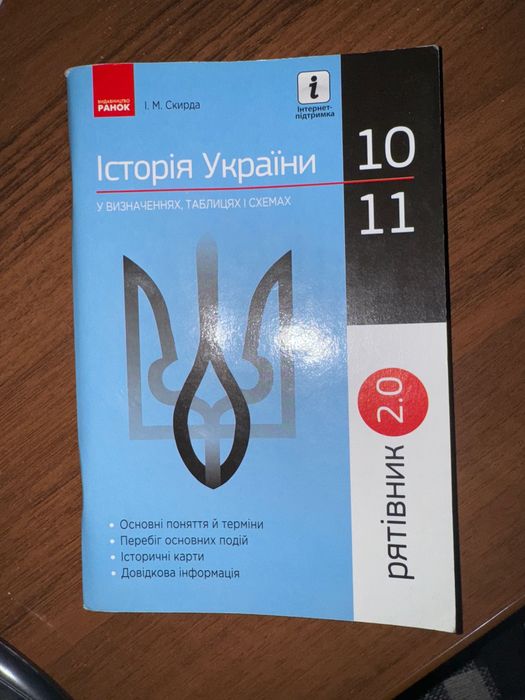 ВИДАВНИЦТВО
РАНОК
І. М. Скирда
і
Інтернет-
підтримка
Історія України
У ВИЗНАЧЕННЯХ, ТАБЛИЦЯХ І СХЕМАХ
10
11
РЯТІВНИК 2.0
• Основні поняття й терміни
• Перебіг основних подій
• Історичні карти
• Довідкова інформація